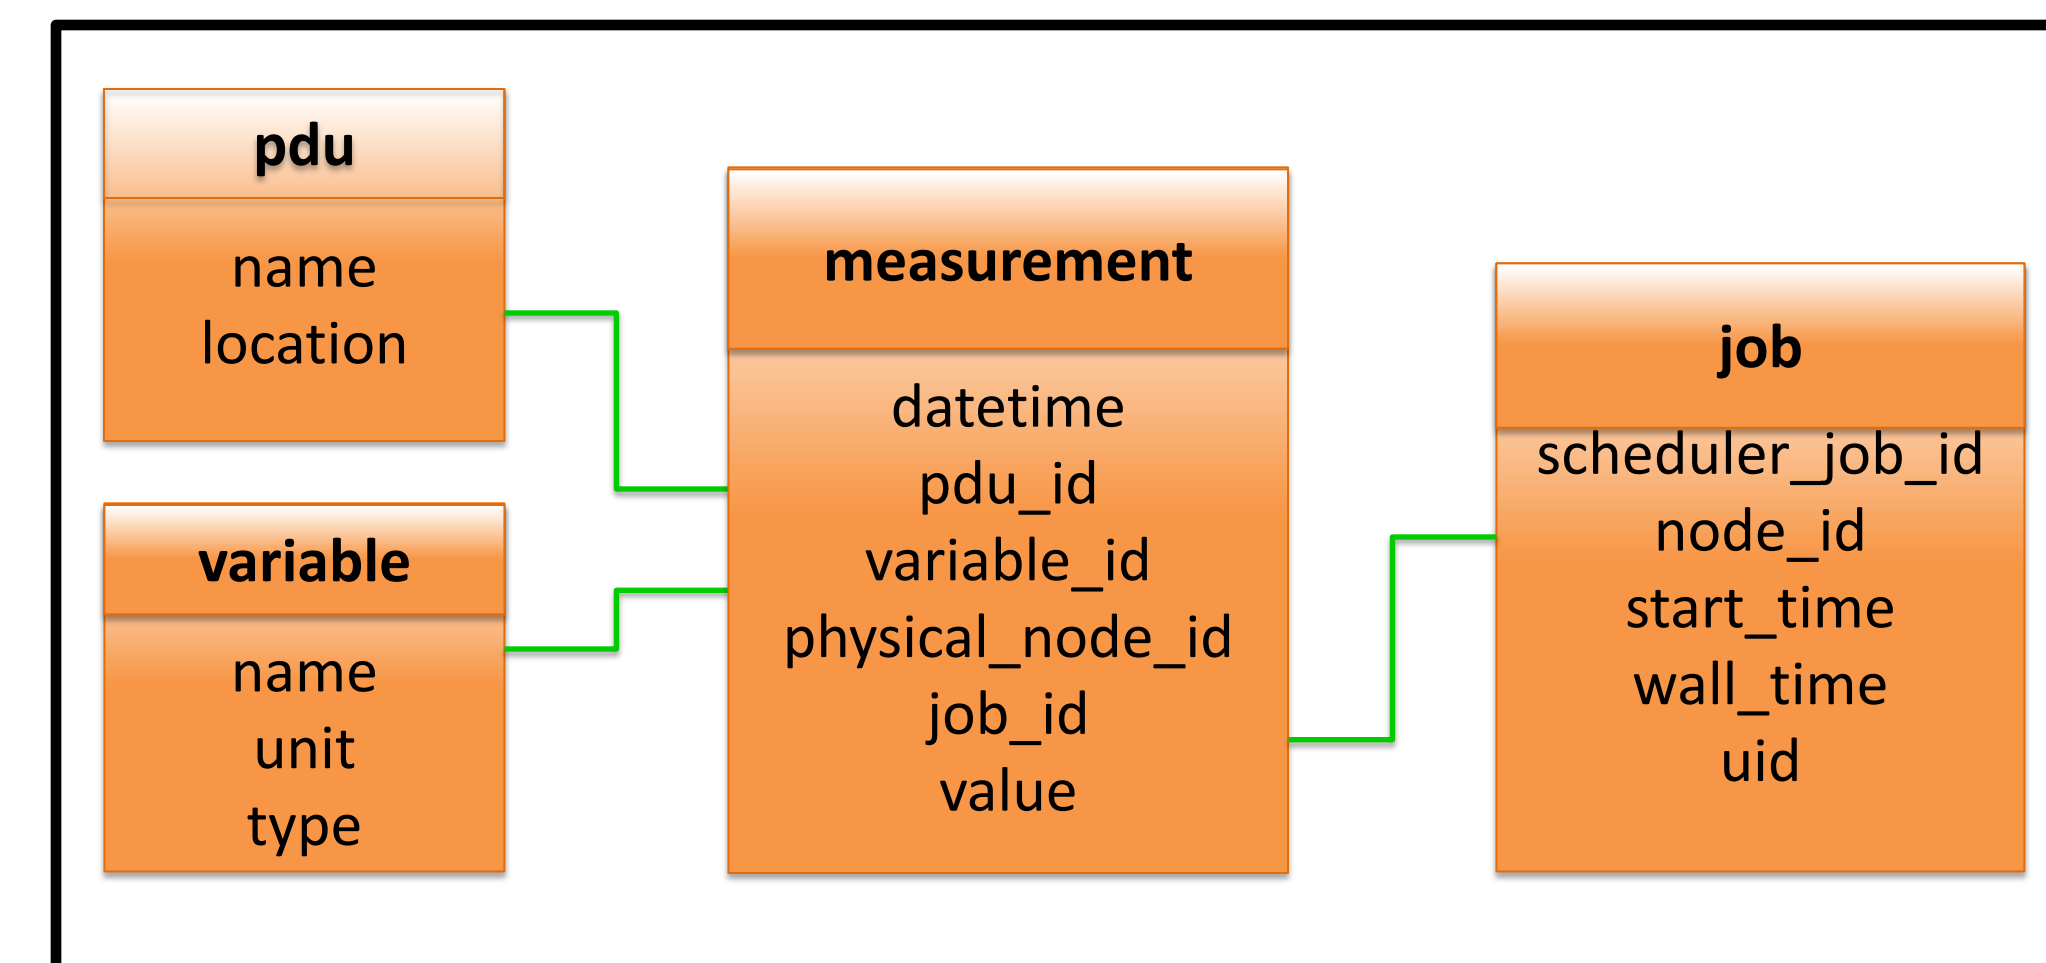 pdu
name
location
variable
name
unit
type
measurement
datetime
pdu_id
variable_id
physical_node_id
job_id
value
job
scheduler_job_id
node_id
start_time
wall_time
uid